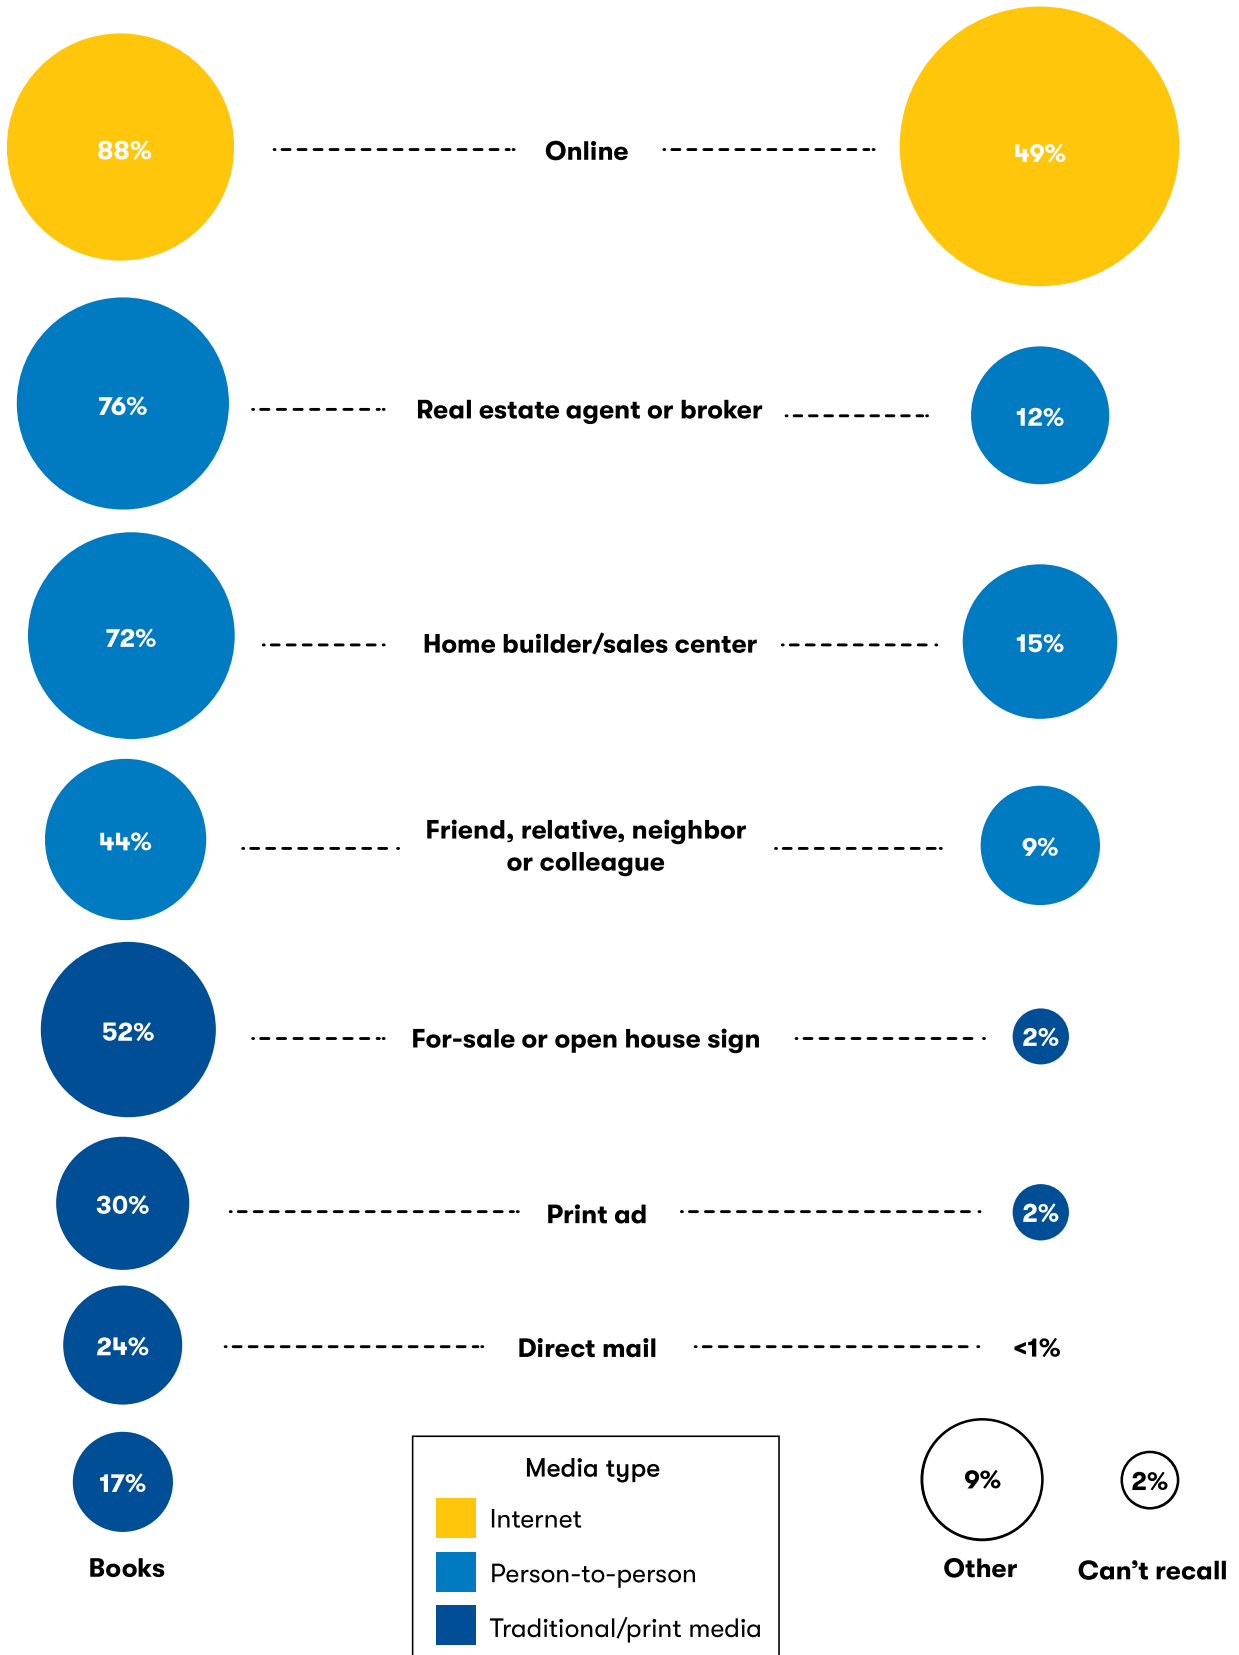 88%
Online
49%
76%
Real estate agent or broker
12%
72%
Home builder/sales center
15%
44%
Friend, relative, neighbor
or colleague
9%
52%
For-sale or open house sign
2%
30%
Print ad
2%
24%
Direct mail
<1%
17%
Books
Media type
Internet
Person-to-person
Traditional/print media
9%
Other
2%
Can’t recall